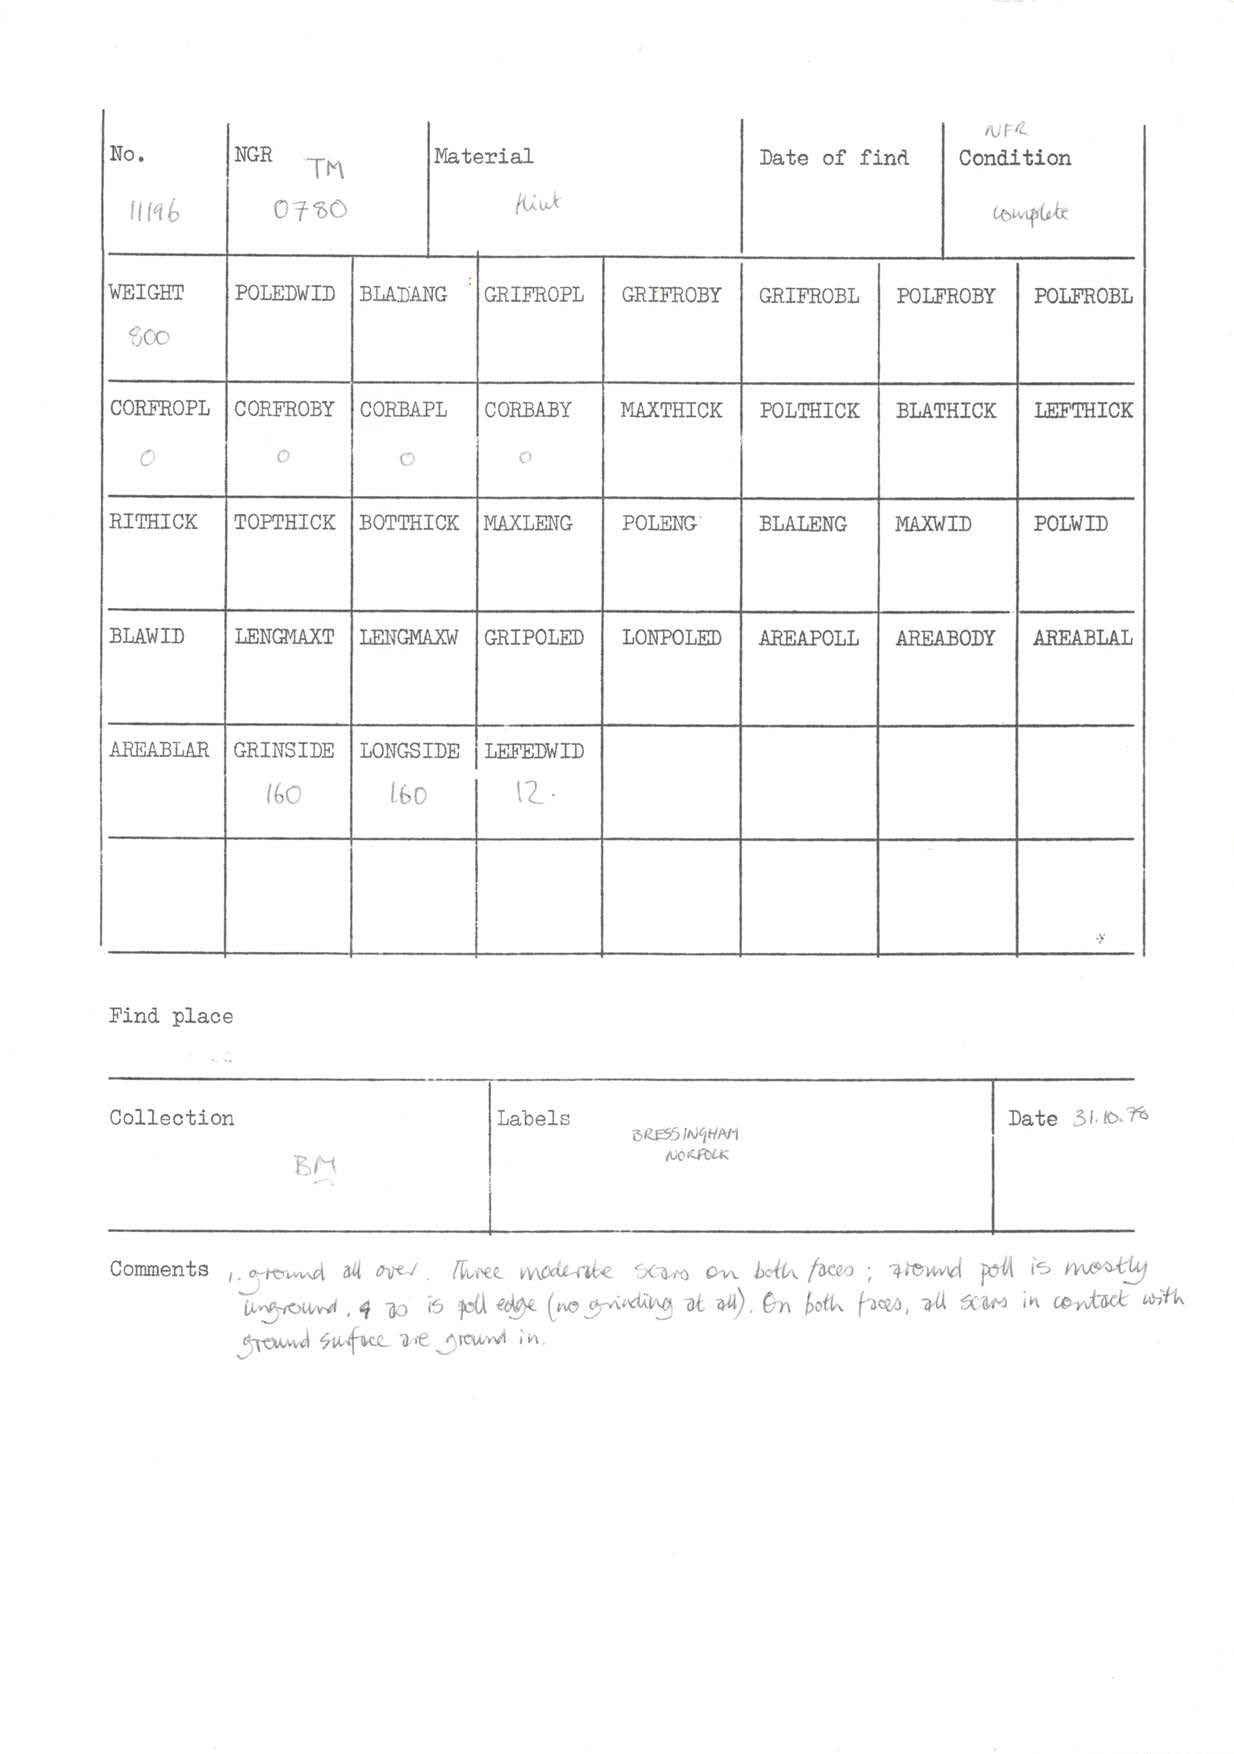 NFR
No. NGR TM Material Date of find Condition
11196 0780 flint complete
WEIGHT POLEDWID BLADANG GRIFROPL GRIFROBY GRIFROBL POLFROBY POLFROBL
800
CORFROPL CORFROBY CORBAPL CORBABY MAXTHICK POLTHICK BLATHICK LEFTHICK
0 0 0 0
RITHICK TOPTHICK BOTTHICK MAXLENG POLENG BLALENG MAXWID POLWID
BLAWID LENGMAXT LENGMAXW GRIPOLED LONPOLED AREAPOLL AREABODY AREABLAL
AREABLAR GRINSIDE LONGSIDE LEFEDWID
160 160 12.
Find place
Collection Labels Date 31.10.78
BRESSINGHAM
NORFOLK
BM
Comments 1. ground all over. Three moderate scars on both faces; around poll is mostly
unground, & so is poll edge (no grinding at all). On both faces, all scars in contact with
ground surface are ground in.